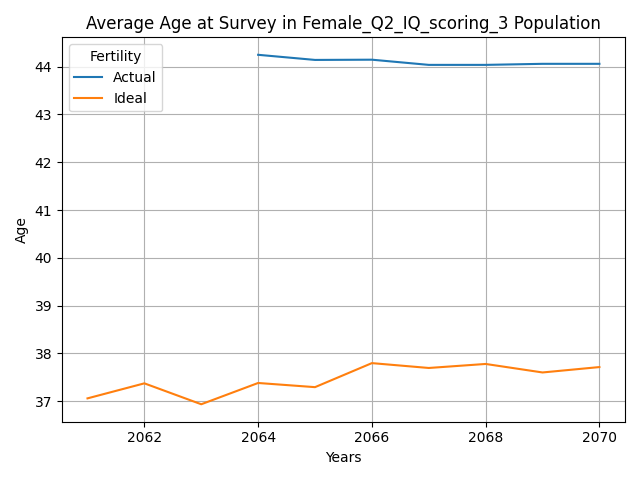 Average Age at Survey in Female_Q2_IQ_scoring_3 Population
Fertility
Actual
Ideal
44
43
42
41
40
39
38
37
Age
2062
2064
2066
2068
2070
Years